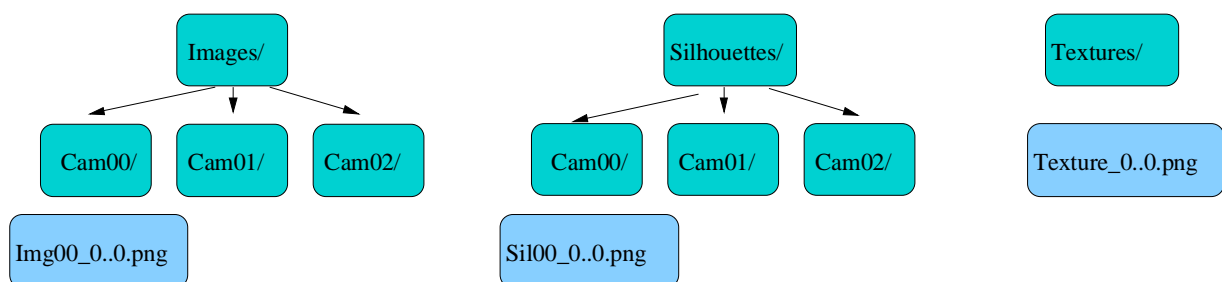 Images/
Silhouettes/
Textures/
Cam00/
Cam01/
Cam02/
Cam00/
Cam01/
Cam02/
Texture_0..0.png
Img00_0..0.png
Sil00_0..0.png